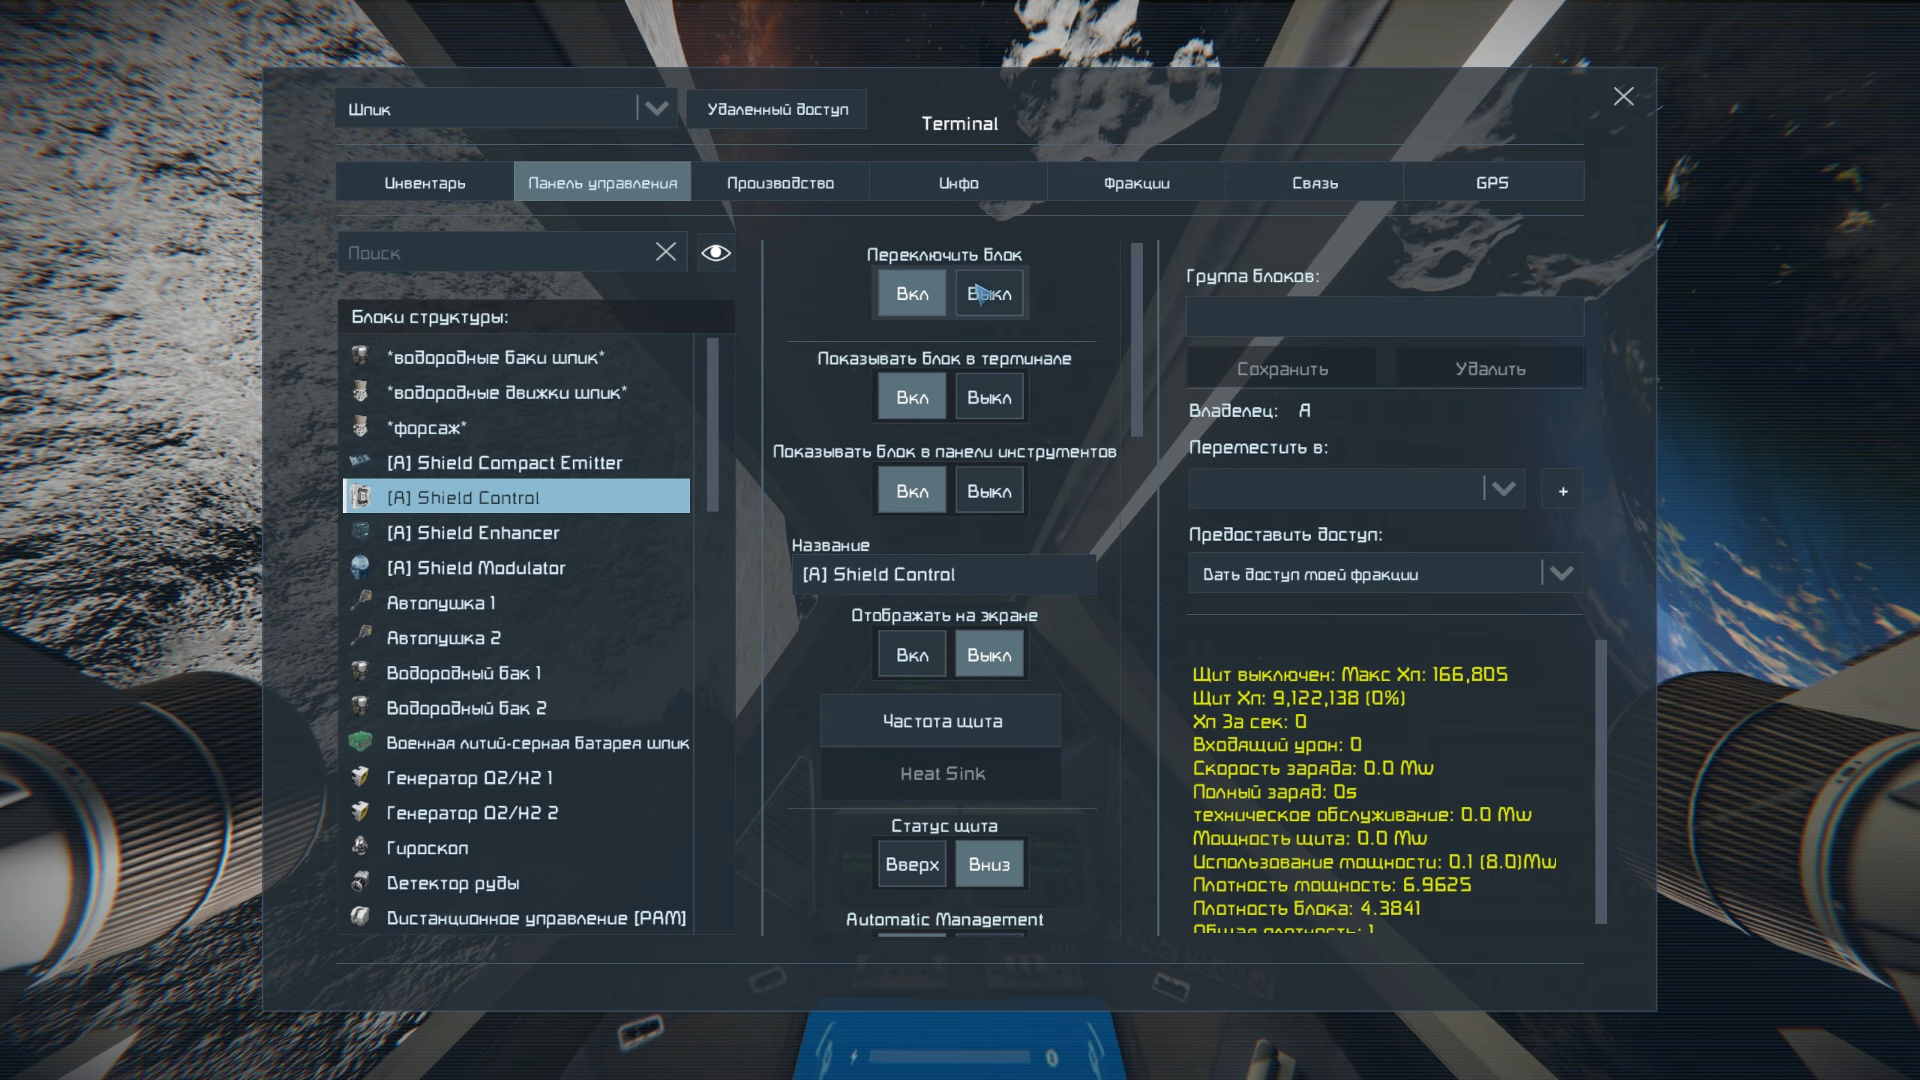 Шпик
Удаленный доступ
Terminal
Инвентарь
Панель управления
Производство
Инфо
Фракции
Связь
GPS
Поиск
Блоки структуры:
*водородные баки шпик*
*водородные движки шпик*
*форсаж*
[A] Shield Compact Emitter
[A] Shield Control
[A] Shield Enhancer
[A] Shield Modulator
Автопушка 1
Автопушка 2
Водородный бак 1
Водородный бак 2
Военная литий-серная батарея шпик
Генератор O2/H2 1
Генератор O2/H2 2
Гироскоп
Детектор руды
Дистанционное управление [PAM]
Переключить блок
Вкл Выкл
Показывать блок в терминале
Вкл Выкл
Показывать блок в панели инструментов
Вкл Выкл
Название
[A] Shield Control
Отображать на экране
Вкл Выкл
Частота щита
Heat Sink
Статус щита
Вверх Вниз
Automatic Management
Группа блоков:
Сохранить Удалить
Владелец: A
Переместить в:
+
Предоставить доступ:
Дать доступ моей фракции
Щит выключен: Макс Хп: 166,805
Щит Хп: 9,122,138 (0%)
Хп За сек: 0
Входящий урон: 0
Скорость заряда: 0.0 Mw
Полный заряд: 0s
техническое обслуживание: 0.0 Mw
Мощность щита: 0.0 Mw
Использование мощности: 0.1 (8.0)Mw
Плотность мощность: 6.9625
Плотность блока: 4.3841
Общая плотность: 1
0